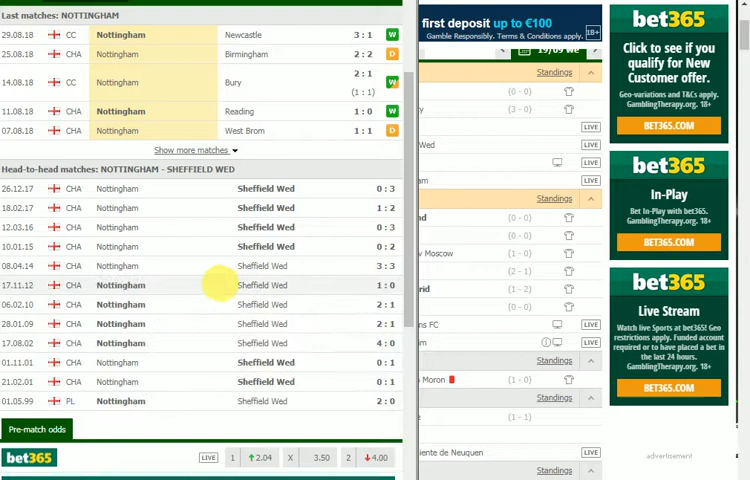 Last matches: NOTTINGHAM
29.08.18 CC Nottingham Newcastle 3 : 1 W
25.08.18 CHA Nottingham Birmingham 2 : 2 D
14.08.18 CC Nottingham Bury 2 : 1 (1 : 1) W
11.08.18 CHA Nottingham Reading 1 : 0 W
07.08.18 CHA Nottingham West Brom 1 : 1 D
Show more matches
Head-to-head matches: NOTTINGHAM - SHEFFIELD WED
26.12.17 CHA Nottingham Sheffield Wed 0 : 3
18.02.17 CHA Nottingham Sheffield Wed 1 : 2
12.03.16 CHA Nottingham Sheffield Wed 0 : 3
10.01.15 CHA Nottingham Sheffield Wed 0 : 2
08.04.14 CHA Nottingham Sheffield Wed 3 : 3
17.11.12 CHA Nottingham Sheffield Wed 1 : 0
06.02.10 CHA Nottingham Sheffield Wed 2 : 1
28.01.09 CHA Nottingham Sheffield Wed 2 : 1
17.08.02 CHA Nottingham Sheffield Wed 4 : 0
01.11.01 CHA Nottingham Sheffield Wed 0 : 1
21.02.01 CHA Nottingham Sheffield Wed 0 : 1
01.05.99 PL Nottingham Sheffield Wed 2 : 0
Pre-match odds
bet365 LIVE 1 2.04 X 3.50 2 4.00
first deposit up to €100
Gamble Responsibly. Terms & Conditions apply. 18+
19/09 We
Standings
(0 - 0)
(3 - 0)
LIVE
Wed LIVE
LIVE
LIVE
Standings
(0 - 0)
(0 - 0)
Moscow (1 - 0)
(2 - 1)
(1 - 2)
ns FC LIVE
LIVE
Standings
Moron (1 - 0)
Standings
(1 - 1)
iente de Neuquen LIVE
Standings
bet365
Click to see if you
qualify for New
Customer offer.
Geo-variations and T&Cs apply.
GamblingTherapy.org. 18+
BET365.COM
bet365
In-Play
Bet In-Play with bet365.
GamblingTherapy.org. 18+
BET365.COM
bet365
Live Stream
Watch live Sports at bet365! Geo
restrictions apply. Funded account
required or to have placed a bet in
the last 24 hours.
GamblingTherapy.org. 18+
BET365.COM
advertisement